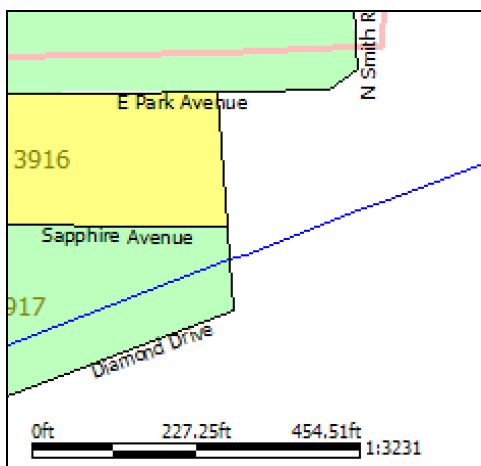 N Smith R
E Park Avenue
3916
Sapphire Avenue
917
Diamond Drive
0ft 227.25ft 454.51ft
1:3231